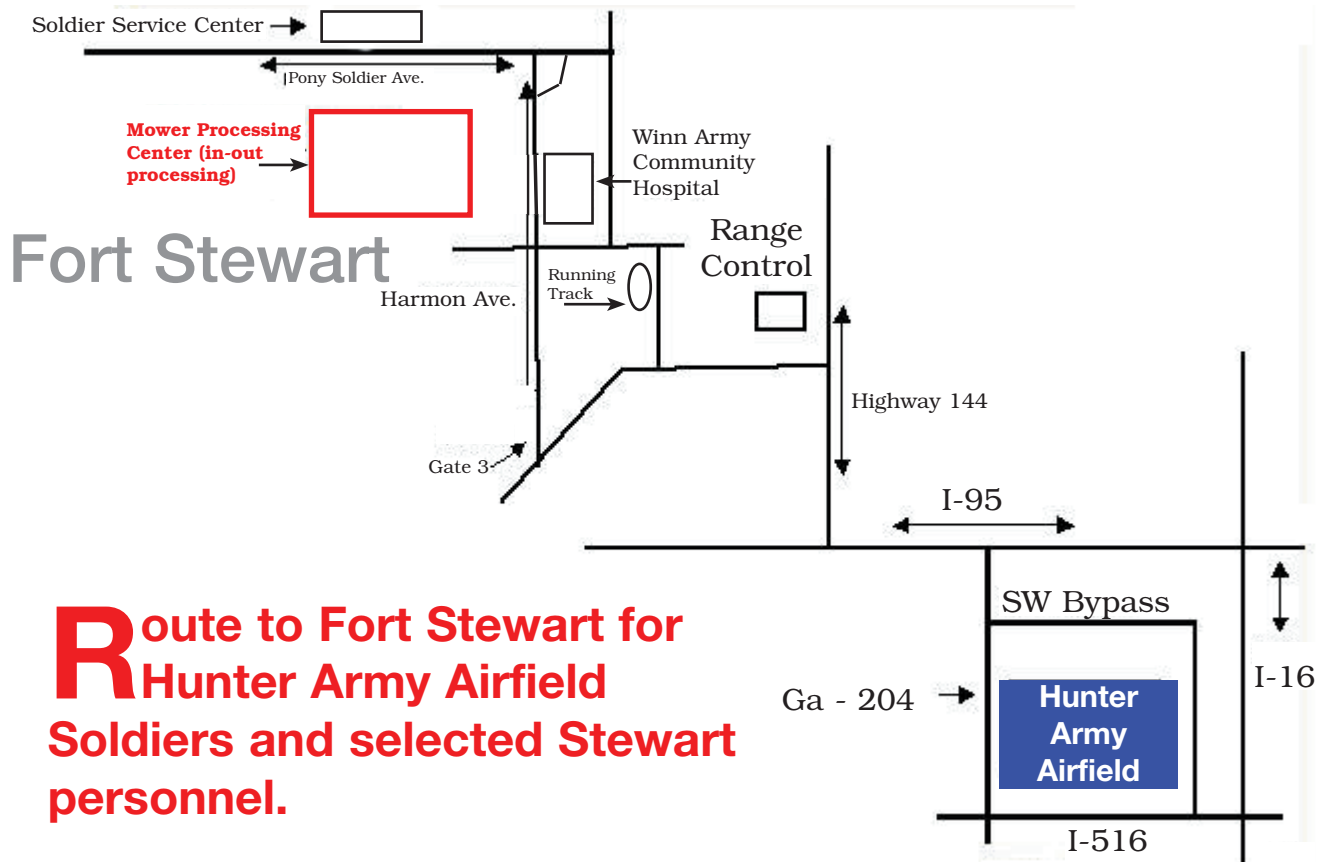 Soldier Service Center
Pony Soldier Ave.
Mower Processing
Center (in-out
processing)
Winn Army
Community
Hospital
Fort Stewart
Range
Control
Running
Track
Harmon Ave.
Highway 144
Gate 3
I-95
SW Bypass
Route to Fort Stewart for
Hunter Army Airfield
Soldiers and selected Stewart
personnel.
I-16
Ga - 204
Hunter
Army
Airfield
I-516